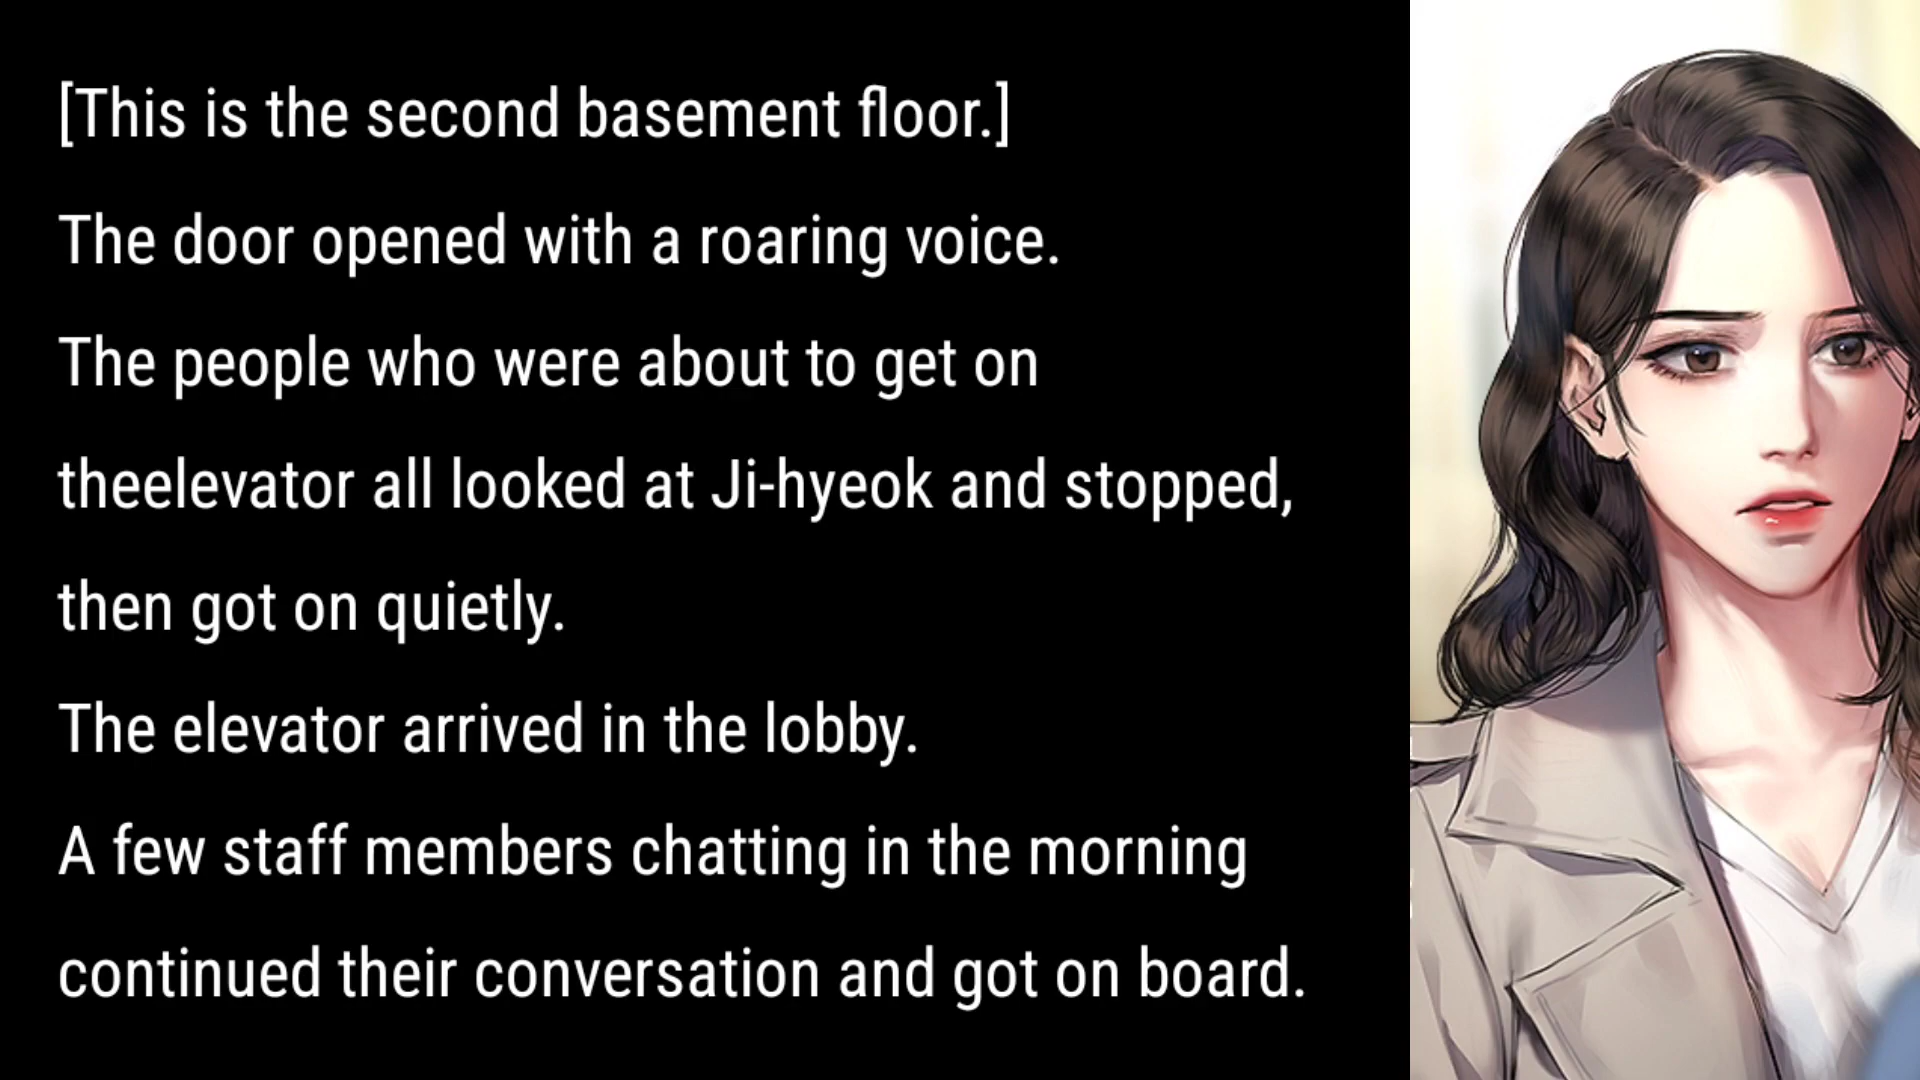 [This is the second basement floor.]
The door opened with a roaring voice.
The people who were about to get on
theelevator all looked at Ji-hyeok and stopped,
then got on quietly.
The elevator arrived in the lobby.
A few staff members chatting in the morning
continued their conversation and got on board.